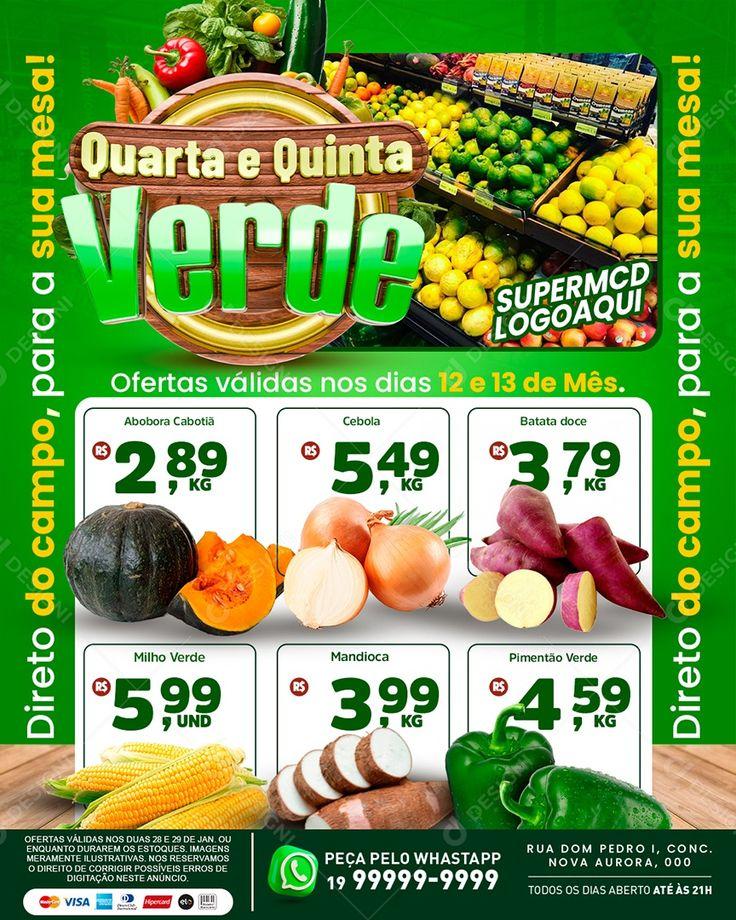 Quarta e Quinta
Verde
SUPERMCD
LOGOAQUI
Direto do campo, para a sua mesa!
Direto do campo, para a sua mesa!
Ofertas válidas nos dias 12 e 13 de Mês.
Abobora Cabotiã
R$ 2,89 KG
Cebola
R$ 5,49 KG
Batata doce
R$ 3,79 KG
Milho Verde
R$ 5,99 UND
Mandioca
R$ 3,99 KG
Pimentão Verde
R$ 4,59 KG
OFERTAS VÁLIDAS NOS DUAS 28 E 29 DE JAN. OU
ENQUANTO DURAREM OS ESTOQUES. IMAGENS
MERAMENTE ILUSTRATIVAS. NOS RESERVAMOS
O DIREITO DE CORRIGIR POSSÍVEIS ERROS DE
DIGITAÇÃO NESTE ANÚNCIO.
VISA
Hipercard
elo
PEÇA PELO WHASTAPP
19 99999-9999
RUA DOM PEDRO I, CONC.
NOVA AURORA, 000
TODOS OS DIAS ABERTO ATÉ ÀS 21H